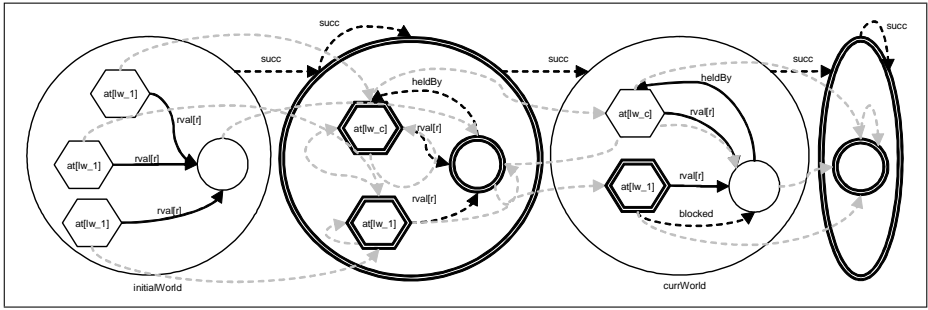 succ
succ
succ
succ
succ
heldBy
heldBy
at[lw_1]
rval[r]
at[lw_c]
rval[r]
at[lw_c]
rval[r]
at[lw_1]
rval[r]
at[lw_1]
rval[r]
rval[r]
at[lw_1]
rval[r]
at[lw_1]
blocked
initialWorld
currWorld